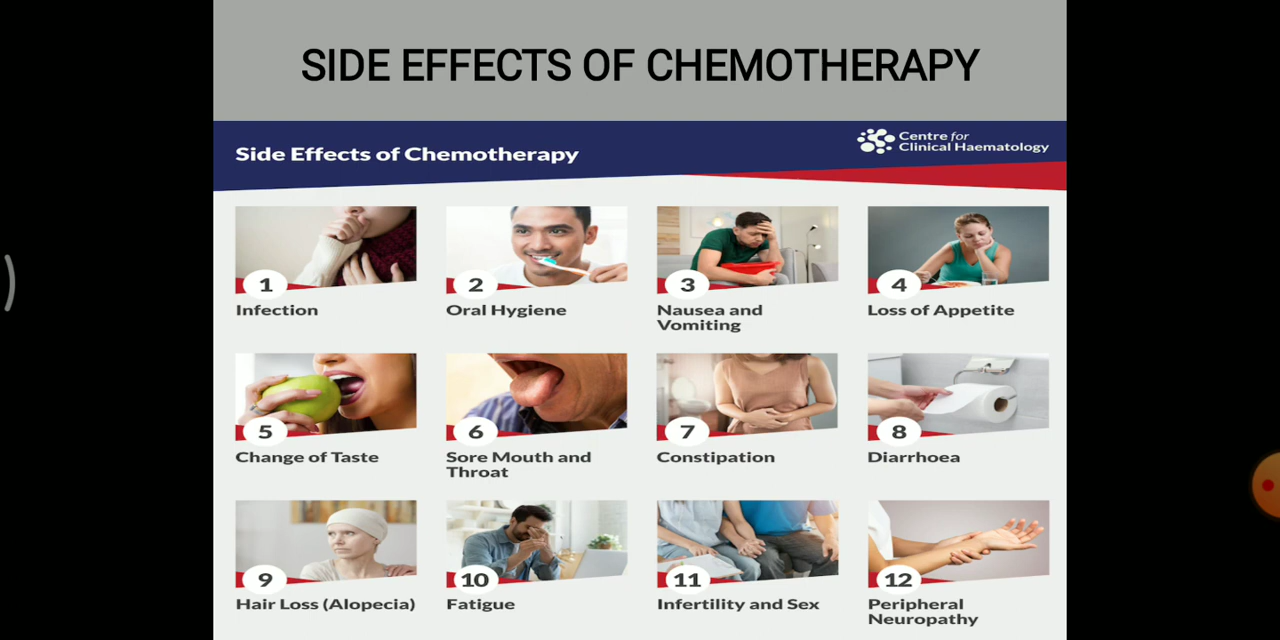 SIDE EFFECTS OF CHEMOTHERAPY
Side Effects of Chemotherapy
Centre for
Clinical Haematology
1
Infection
2
Oral Hygiene
3
Nausea and
Vomiting
4
Loss of Appetite
5
Change of Taste
6
Sore Mouth and
Throat
7
Constipation
8
Diarrhoea
9
Hair Loss (Alopecia)
10
Fatigue
11
Infertility and Sex
12
Peripheral
Neuropathy